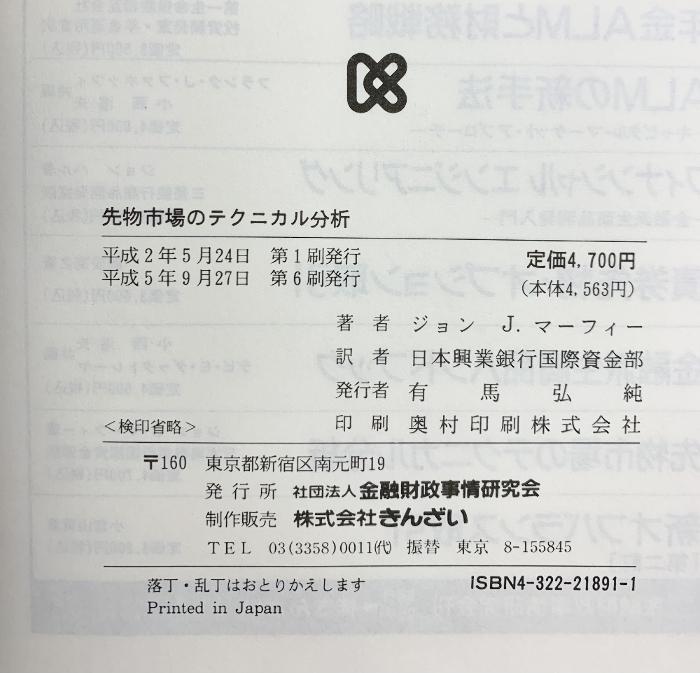 先物市場のテクニカル分析
平成2年5月24日 第1刷発行 定価4,700円
平成5年9月27日 第6刷発行 (本体4,563円)
著者 ジョン J.マーフィー
訳者 日本興業銀行国際資金部
発行者 有馬弘純
<検印省略> 印刷 奥村印刷株式会社
〒160 東京都新宿区南元町19
発行所 社団法人金融財政事情研究会
制作販売 株式会社きんざい
TEL 03(3358)0011㈹ 振替 東京 8-155845
落丁・乱丁はおとりかえします ISBN4-322-21891-1
Printed in Japan